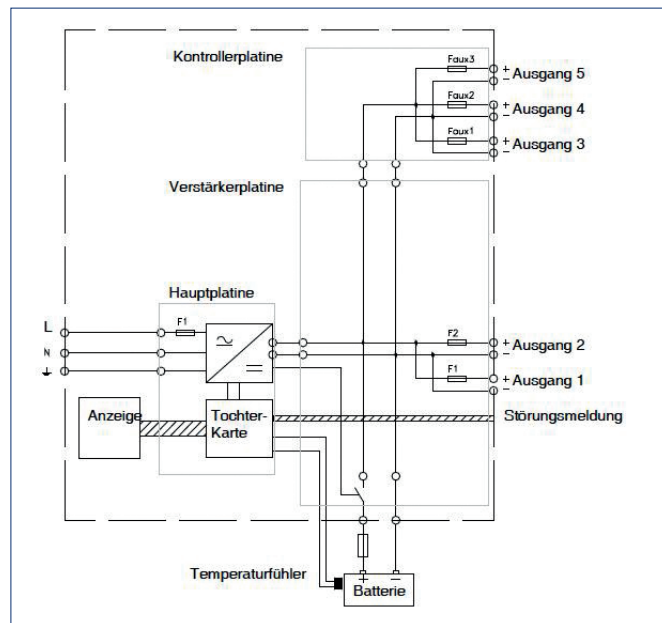 Kontrollerplatine
Faux3
+ Ausgang 5
−
Faux2
+ Ausgang 4
−
Faux1
+ Ausgang 3
−
Verstärkerplatine
Hauptplatine
L
F1
N
F2
+ Ausgang 2
−
F1
+ Ausgang 1
−
Anzeige
Tochter-
Karte
Störungsmeldung
Temperaturfühler
+ −
Batterie